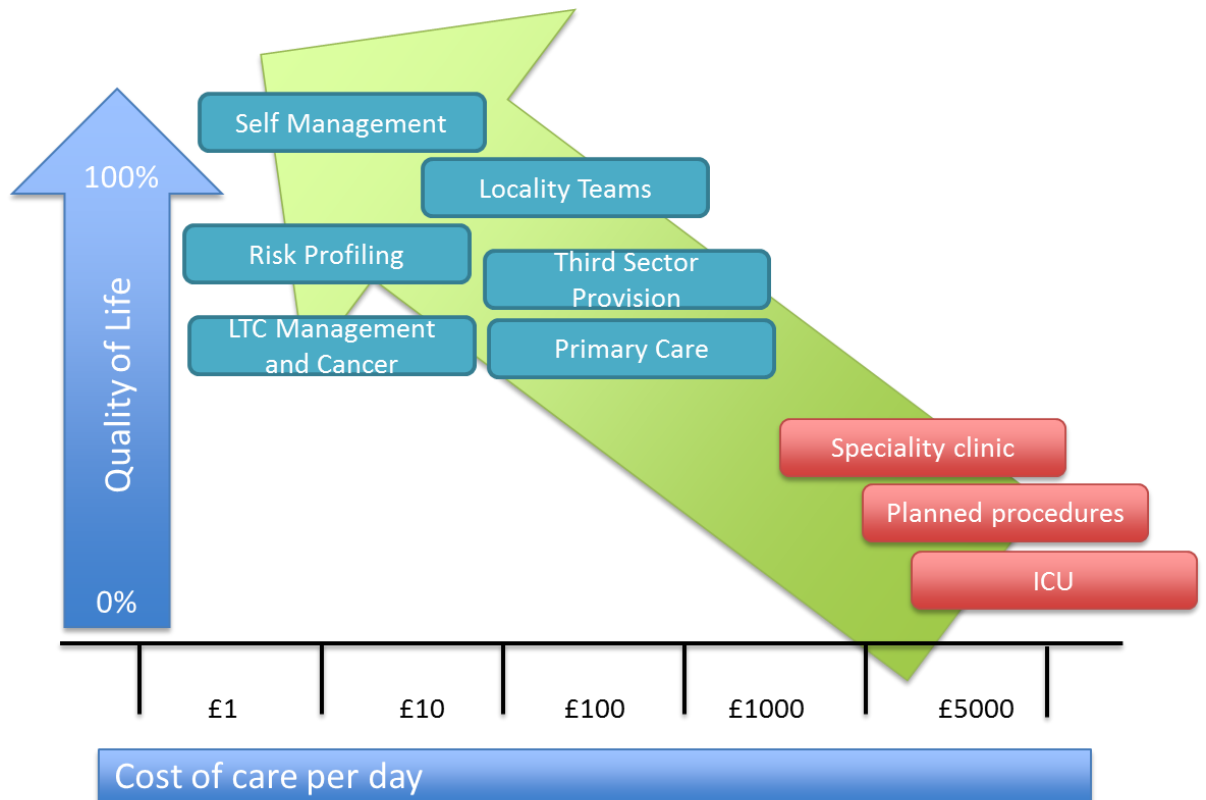 Self Management
100%
Locality Teams
Risk Profiling
Third Sector
Provision
LTC Management
and Cancer
Primary Care
Quality of Life
Speciality clinic
Planned procedures
ICU
0%
£1 £10 £100 £1000 £5000
Cost of care per day